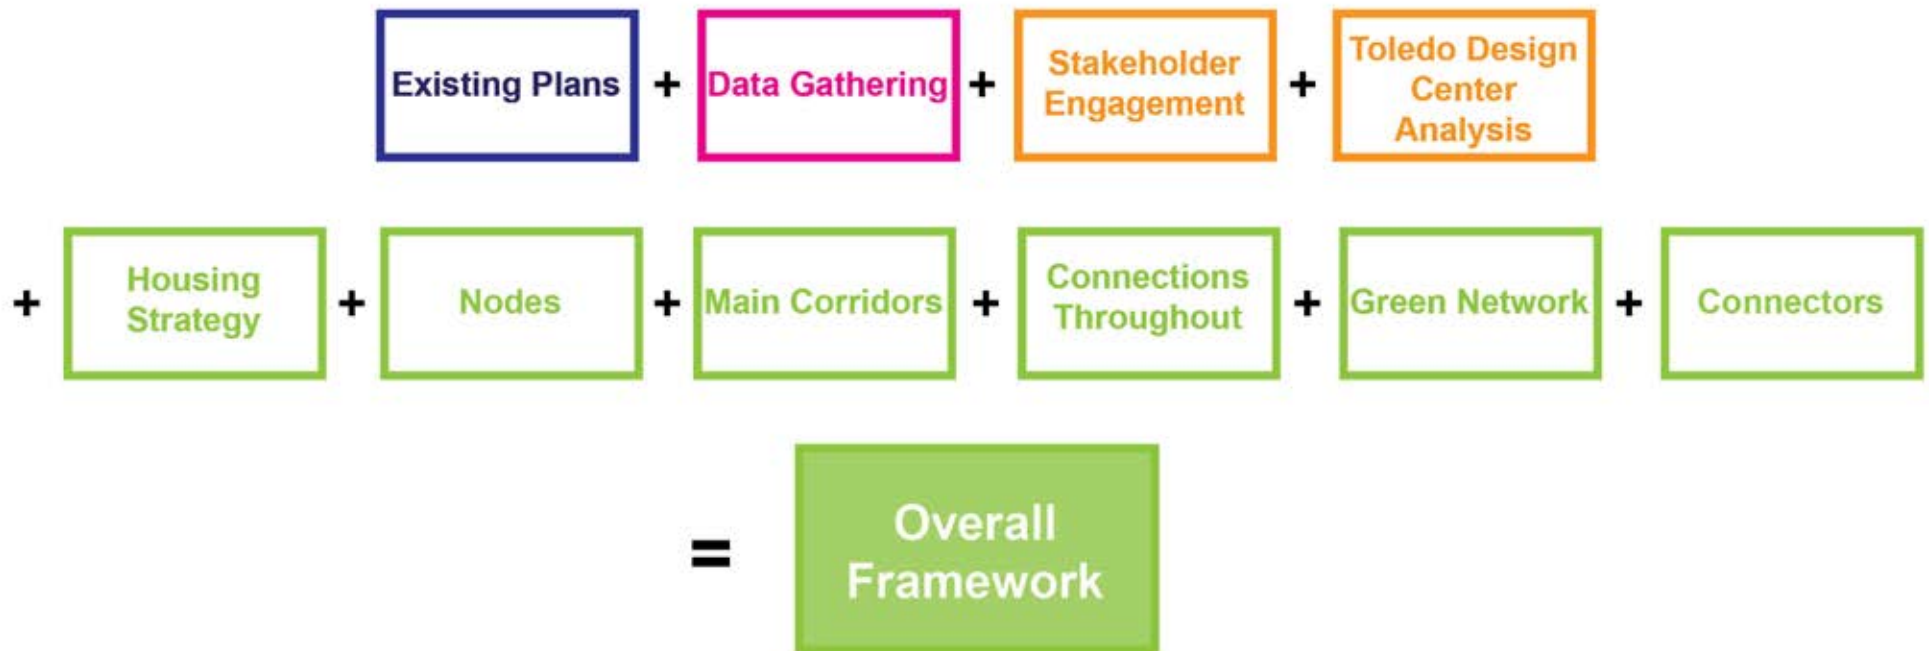 Existing Plans + Data Gathering + Stakeholder Engagement + Toledo Design Center Analysis
+ Housing Strategy + Nodes + Main Corridors + Connections Throughout + Green Network + Connectors
= Overall Framework